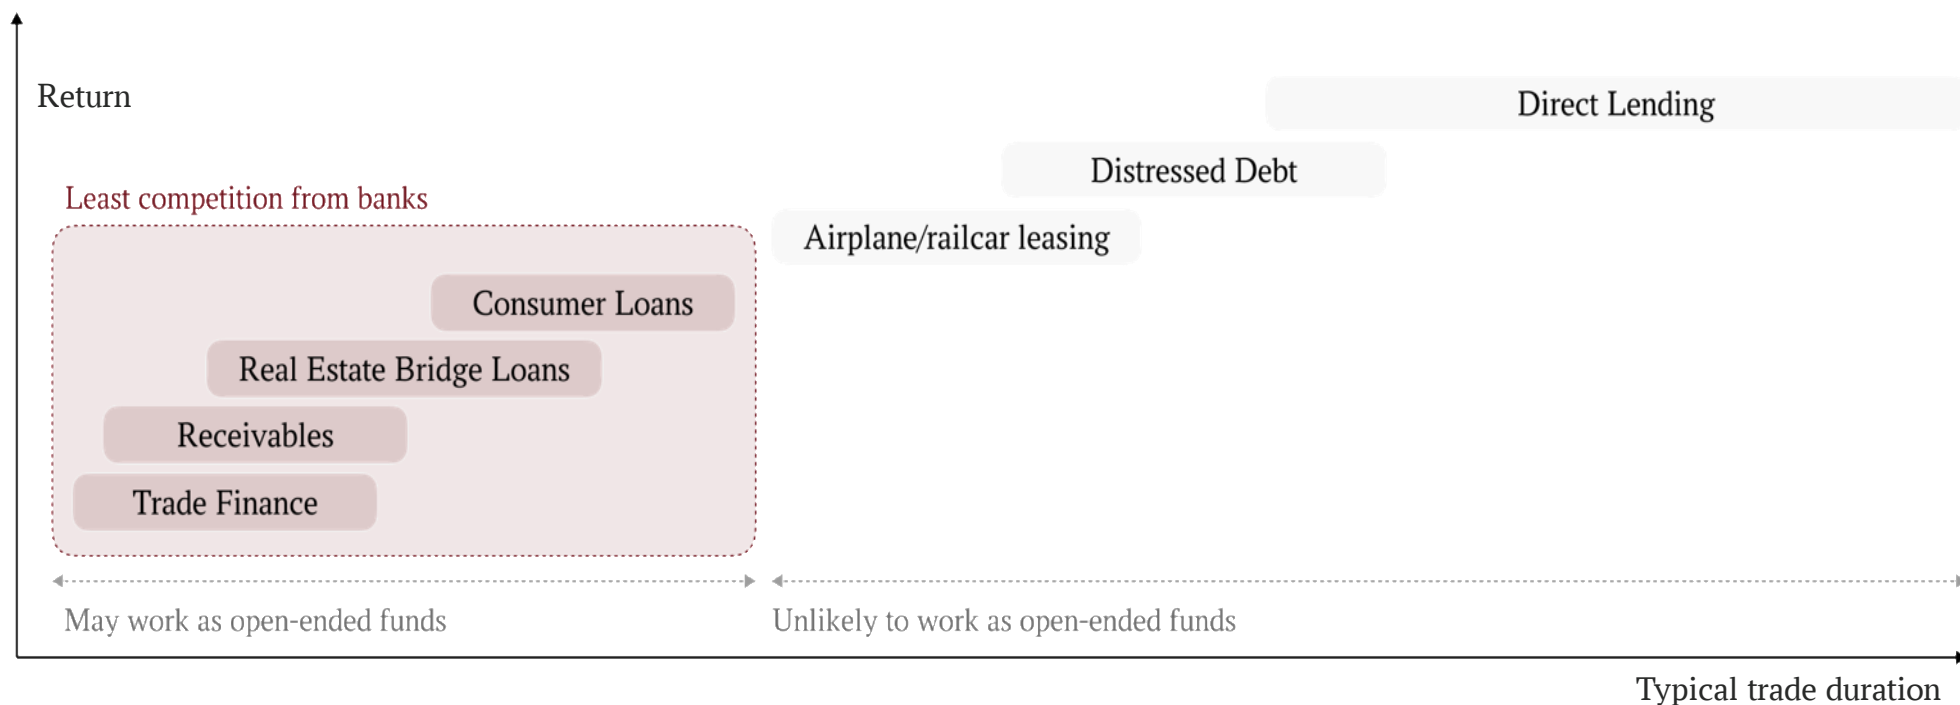 Return
Direct Lending
Distressed Debt
Least competition from banks
Airplane/railcar leasing
Consumer Loans
Real Estate Bridge Loans
Receivables
Trade Finance
May work as open-ended funds
Unlikely to work as open-ended funds
Typical trade duration